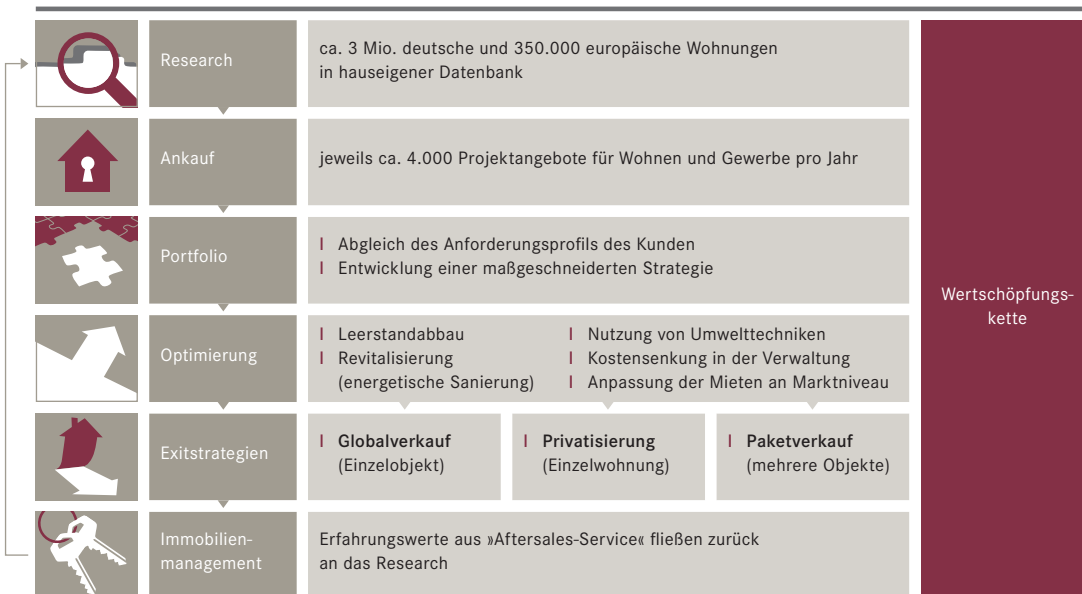 Research
ca. 3 Mio. deutsche und 350.000 europäische Wohnungen
in hauseigener Datenbank
Ankauf
jeweils ca. 4.000 Projektangebote für Wohnen und Gewerbe pro Jahr
Portfolio
I Abgleich des Anforderungsprofils des Kunden
I Entwicklung einer maßgeschneiderten Strategie
Optimierung
I Leerstandabbau
I Revitalisierung
(energetische Sanierung)
I Nutzung von Umwelttechniken
I Kostensenkung in der Verwaltung
I Anpassung der Mieten an Marktniveau
Exitstrategien
I Globalverkauf
(Einzelobjekt)
I Privatisierung
(Einzelwohnung)
I Paketverkauf
(mehrere Objekte)
Immobilien-
management
Erfahrungswerte aus »Aftersales-Service« fließen zurück
an das Research
Wertschöpfungs-
kette